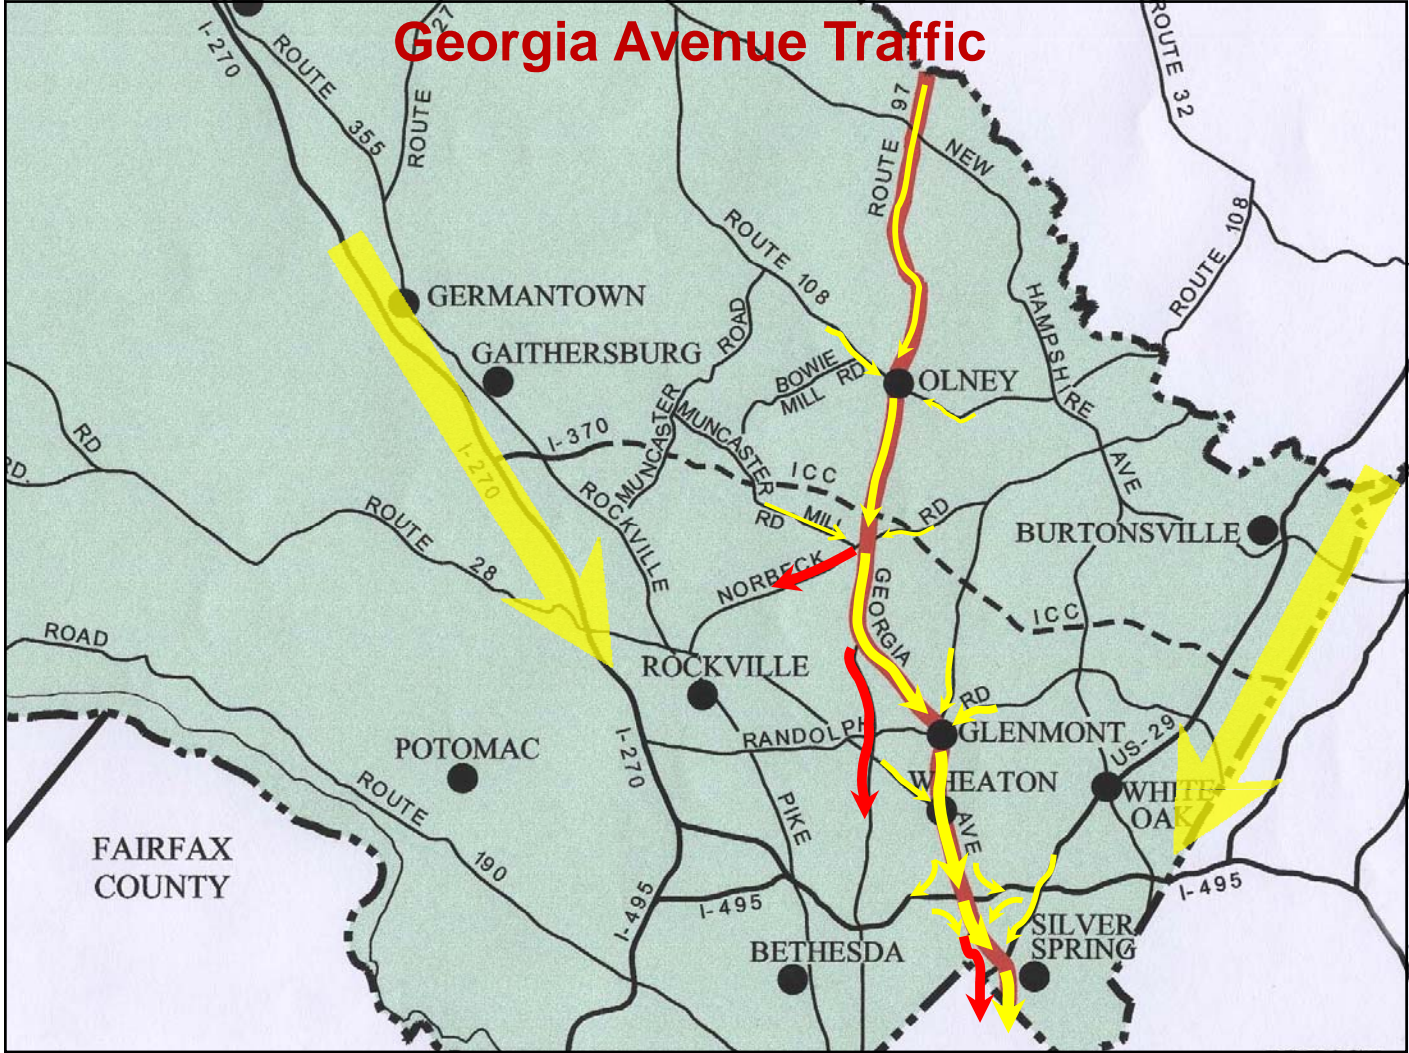 Georgia Avenue Traffic
I-270
ROUTE 355
ROUTE 27
ROUTE 97
NEW HAMPSHIRE AVE
ROUTE 32
ROUTE 108
ROUTE 108
GERMANTOWN
GAITHERSBURG
MUNCASTER ROAD
BOWIE
MILL RD
OLNEY
RD
RD.
I-270
I-370
MUNCASTER
MILL
RD
ICC
RD
ROUTE 28
ROCKVILLE
NORBECK
BURTONSVILLE
GEORGIA
ICC
ROAD
ROCKVILLE
RD
RANDOLPH
GLENMONT
US-29
POTOMAC
I-270
WHEATON
WHITE-
OAK
PIKE
AVE
ROUTE 190
FAIRFAX
COUNTY
I-495
I-495
I-495
BETHESDA
SILVER
SPRING